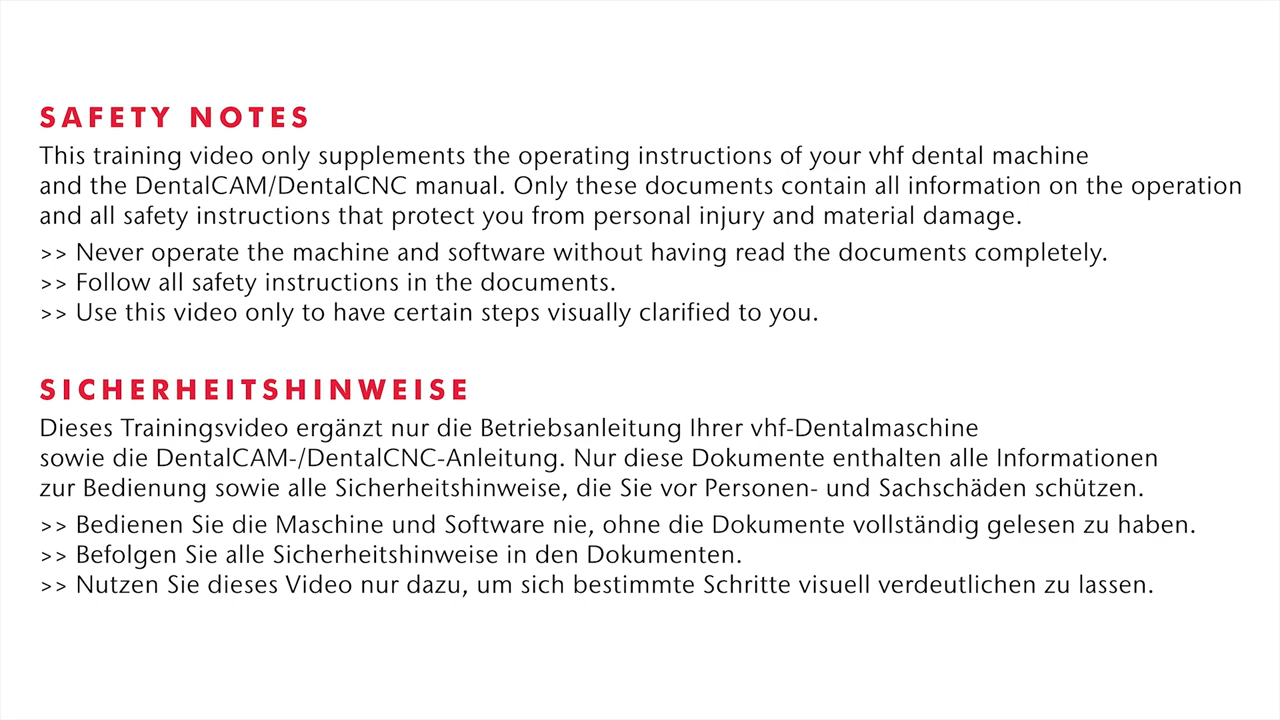 SAFETY NOTES
This training video only supplements the operating instructions of your vhf dental machine
and the DentalCAM/DentalCNC manual. Only these documents contain all information on the operation
and all safety instructions that protect you from personal injury and material damage.
>> Never operate the machine and software without having read the documents completely.
>> Follow all safety instructions in the documents.
>> Use this video only to have certain steps visually clarified to you.
SICHERHEITSHINWEISE
Dieses Trainingsvideo ergänzt nur die Betriebsanleitung Ihrer vhf-Dentalmaschine
sowie die DentalCAM-/DentalCNC-Anleitung. Nur diese Dokumente enthalten alle Informationen
zur Bedienung sowie alle Sicherheitshinweise, die Sie vor Personen- und Sachschäden schützen.
>> Bedienen Sie die Maschine und Software nie, ohne die Dokumente vollständig gelesen zu haben.
>> Befolgen Sie alle Sicherheitshinweise in den Dokumenten.
>> Nutzen Sie dieses Video nur dazu, um sich bestimmte Schritte visuell verdeutlichen zu lassen.